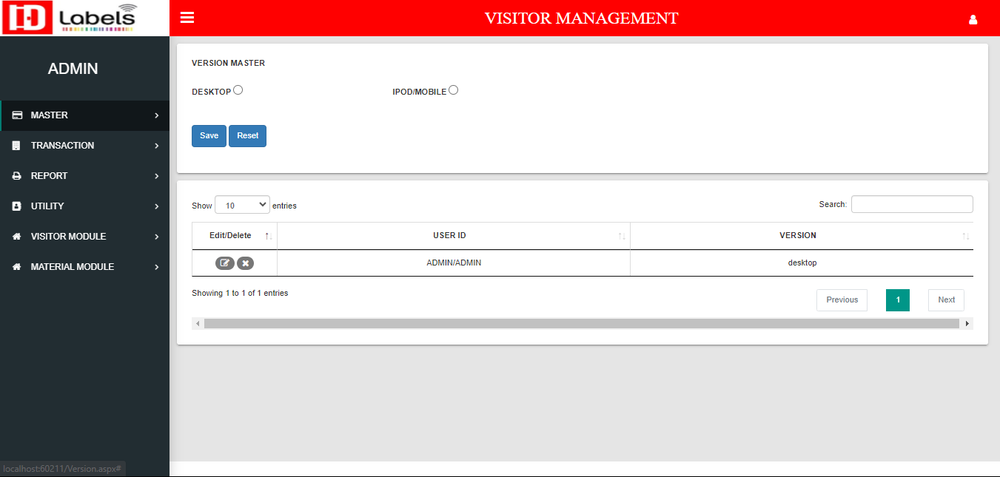 iD Labels
VISITOR MANAGEMENT
ADMIN
MASTER
TRANSACTION
REPORT
UTILITY
VISITOR MODULE
MATERIAL MODULE
VERSION MASTER
DESKTOP IPOD/MOBILE
Save Reset
Show 10 entries Search:
Edit/Delete USER ID VERSION
ADMIN/ADMIN desktop
Showing 1 to 1 of 1 entries
Previous 1 Next
localhost:60211/Version.aspx#